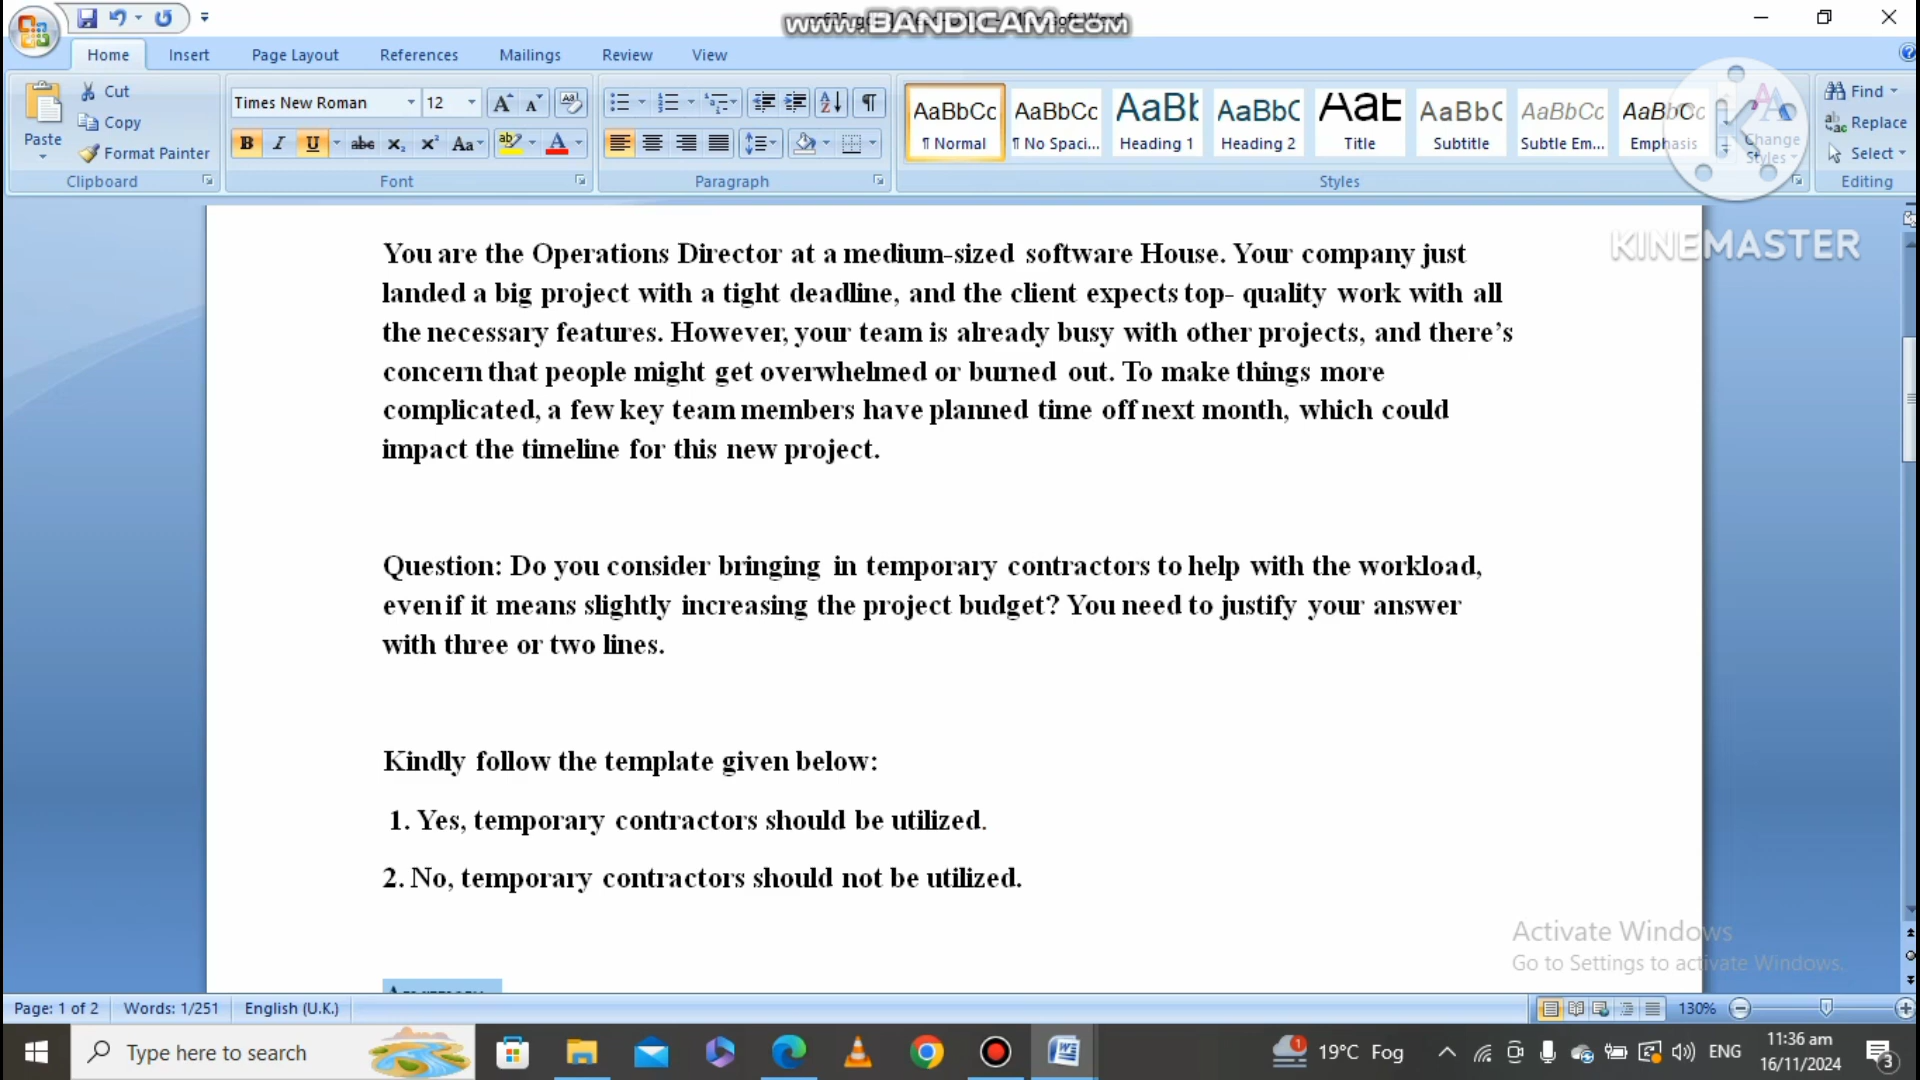 www.BANDICAM.com
Home Insert Page Layout References Mailings Review View
Paste
Cut
Copy
Format Painter
Clipboard
Times New Roman 12
B I U abc x₂ x² Aa
Font
Paragraph
AaBbCc AaBbCc AaBb AaBbC AaB AaBbC AaBbCc AaBbCc
¶ Normal ¶ No Spaci... Heading 1 Heading 2 Title Subtitle Subtle Em... Emphasis
Change Styles
Styles
Find
Replace
Select
Editing
KINEMASTER
You are the Operations Director at a medium-sized software House. Your company just
landed a big project with a tight deadline, and the client expects top- quality work with all
the necessary features. However, your team is already busy with other projects, and there’s
concern that people might get overwhelmed or burned out. To make things more
complicated, a few key team members have planned time off next month, which could
impact the timeline for this new project.
Question: Do you consider bringing in temporary contractors to help with the workload,
even if it means slightly increasing the project budget? You need to justify your answer
with three or two lines.
Kindly follow the template given below:
1. Yes, temporary contractors should be utilized.
2. No, temporary contractors should not be utilized.
Activate Windows
Go to Settings to activate Windows.
Page: 1 of 2 Words: 1/251 English (U.K.) 130%
Type here to search 19°C Fog ENG 11:36 am
16/11/2024 3